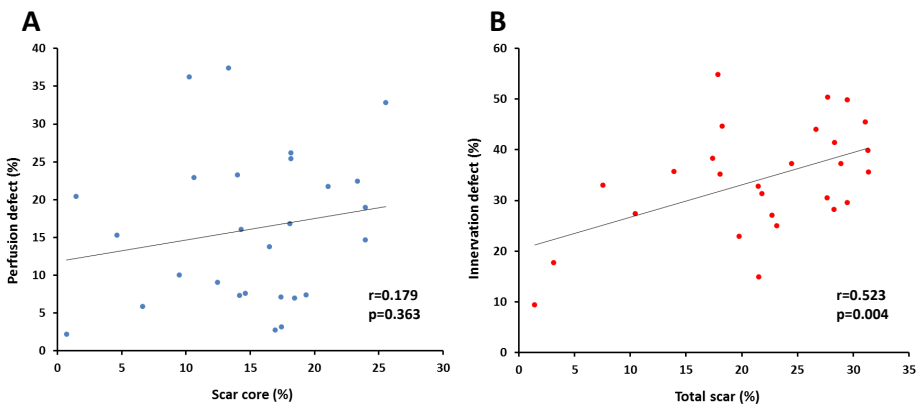 A
40
35
30
25
20
15
10
5
0
Perfusion defect (%)
r=0.179
p=0.363
0 5 10 15 20 25 30
Scar core (%)
B
60
50
40
30
20
10
0
Innervation defect (%)
r=0.523
p=0.004
0 5 10 15 20 25 30 35
Total scar (%)